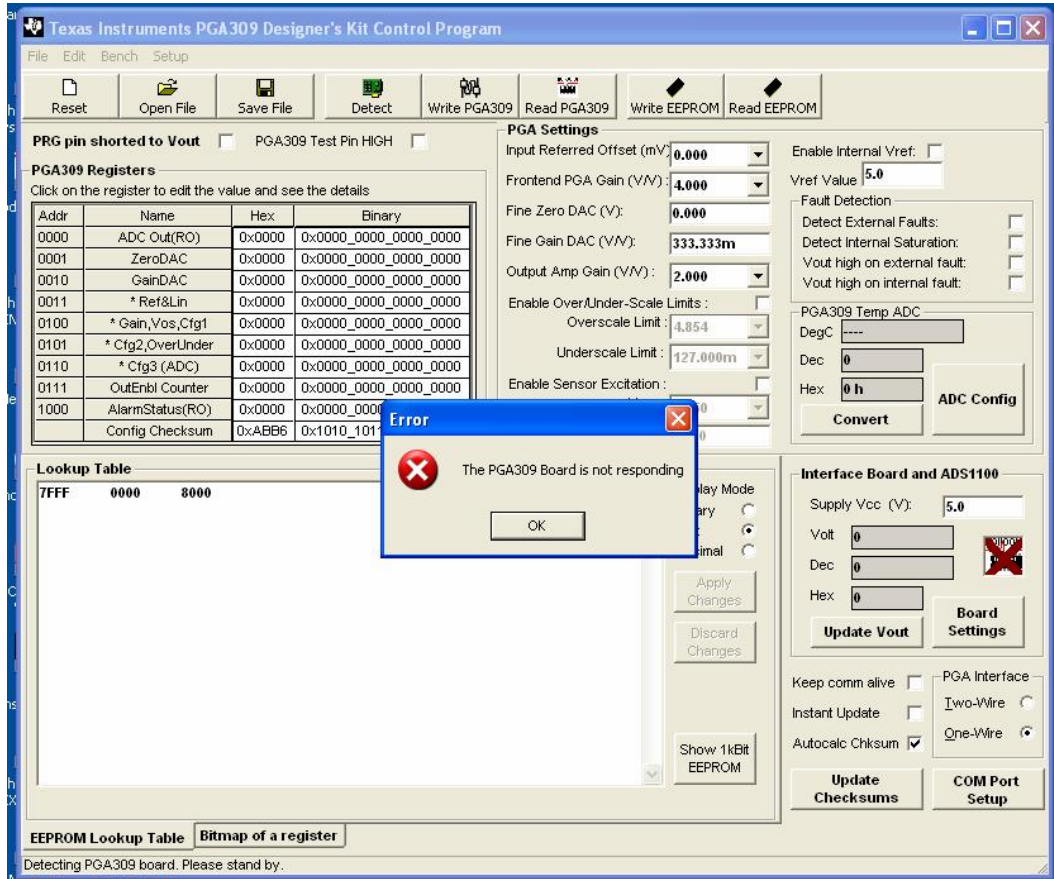 Texas Instruments PGA309 Designer's Kit Control Program
File Edit Bench Setup
Reset Open File Save File Detect Write PGA309 Read PGA309 Write EEPROM Read EEPROM
PRG pin shorted to Vout PGA309 Test Pin HIGH
PGA309 Registers
Click on the register to edit the value and see the details
Addr Name Hex Binary
0000 ADC Out(RO) 0x0000 0x0000_0000_0000_0000
0001 ZeroDAC 0x0000 0x0000_0000_0000_0000
0010 GainDAC 0x0000 0x0000_0000_0000_0000
0011 * Ref&Lin 0x0000 0x0000_0000_0000_0000
0100 * Gain,Vos,Cfg1 0x0000 0x0000_0000_0000_0000
0101 * Cfg2,OverUnder 0x0000 0x0000_0000_0000_0000
0110 * Cfg3 (ADC) 0x0000 0x0000_0000_0000_0000
0111 OutEnbl Counter 0x0000 0x0000_0000_0000_0000
1000 AlarmStatus(RO) 0x0000 0x0000_000
Config Checksum 0xABB6 0x1010_101
PGA Settings
Input Referred Offset (mV) 0.000
Frontend PGA Gain (V/V) : 4.000
Fine Zero DAC (V): 0.000
Fine Gain DAC (V/V): 333.333m
Output Amp Gain (V/V) : 2.000
Enable Over/Under-Scale Limits :
Overscale Limit : 4.854
Underscale Limit : 127.000m
Enable Sensor Excitation :
Enable Internal Vref:
Vref Value 5.0
Fault Detection
Detect External Faults:
Detect Internal Saturation:
Vout high on external fault:
Vout high on internal fault:
PGA309 Temp ADC
DegC ----
Dec 0
Hex 0 h
Convert
ADC Config
Error
The PGA309 Board is not responding
OK
Lookup Table
7FFF 0000 8000
lay Mode
ary
imal
Apply
Changes
Discard
Changes
Show 1kBit
EEPROM
Interface Board and ADS1100
Supply Vcc (V): 5.0
Volt 0
Dec 0
Hex 0
Update Vout
Board
Settings
Keep comm alive
Instant Update
Autocalc Chksum
PGA Interface
Two-Wire
One-Wire
Update
Checksums
COM Port
Setup
EEPROM Lookup Table Bitmap of a register
Detecting PGA309 board. Please stand by.